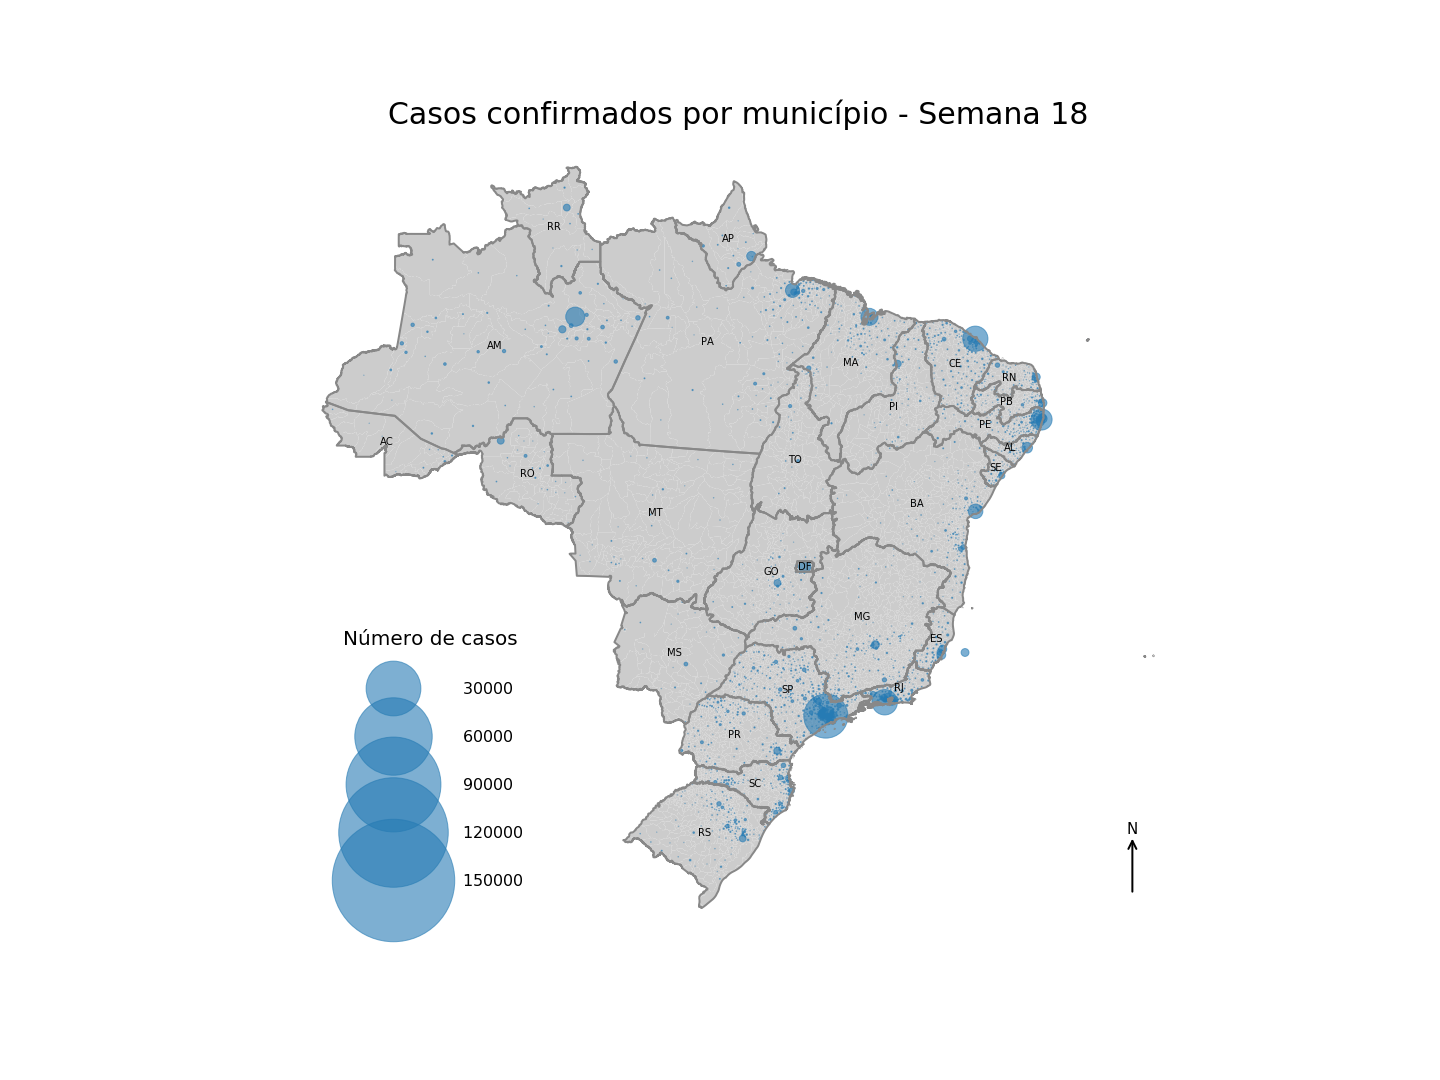 Casos confirmados por município - Semana 18
RR
AP
AM
PA
MA
CE
RN
PB
PI
PE
AC
AL
TO
SE
RO
BA
MT
DF
GO
MG
ES
MS
SP
RJ
PR
SC
RS
Número de casos
30000
60000
90000
120000
150000
N